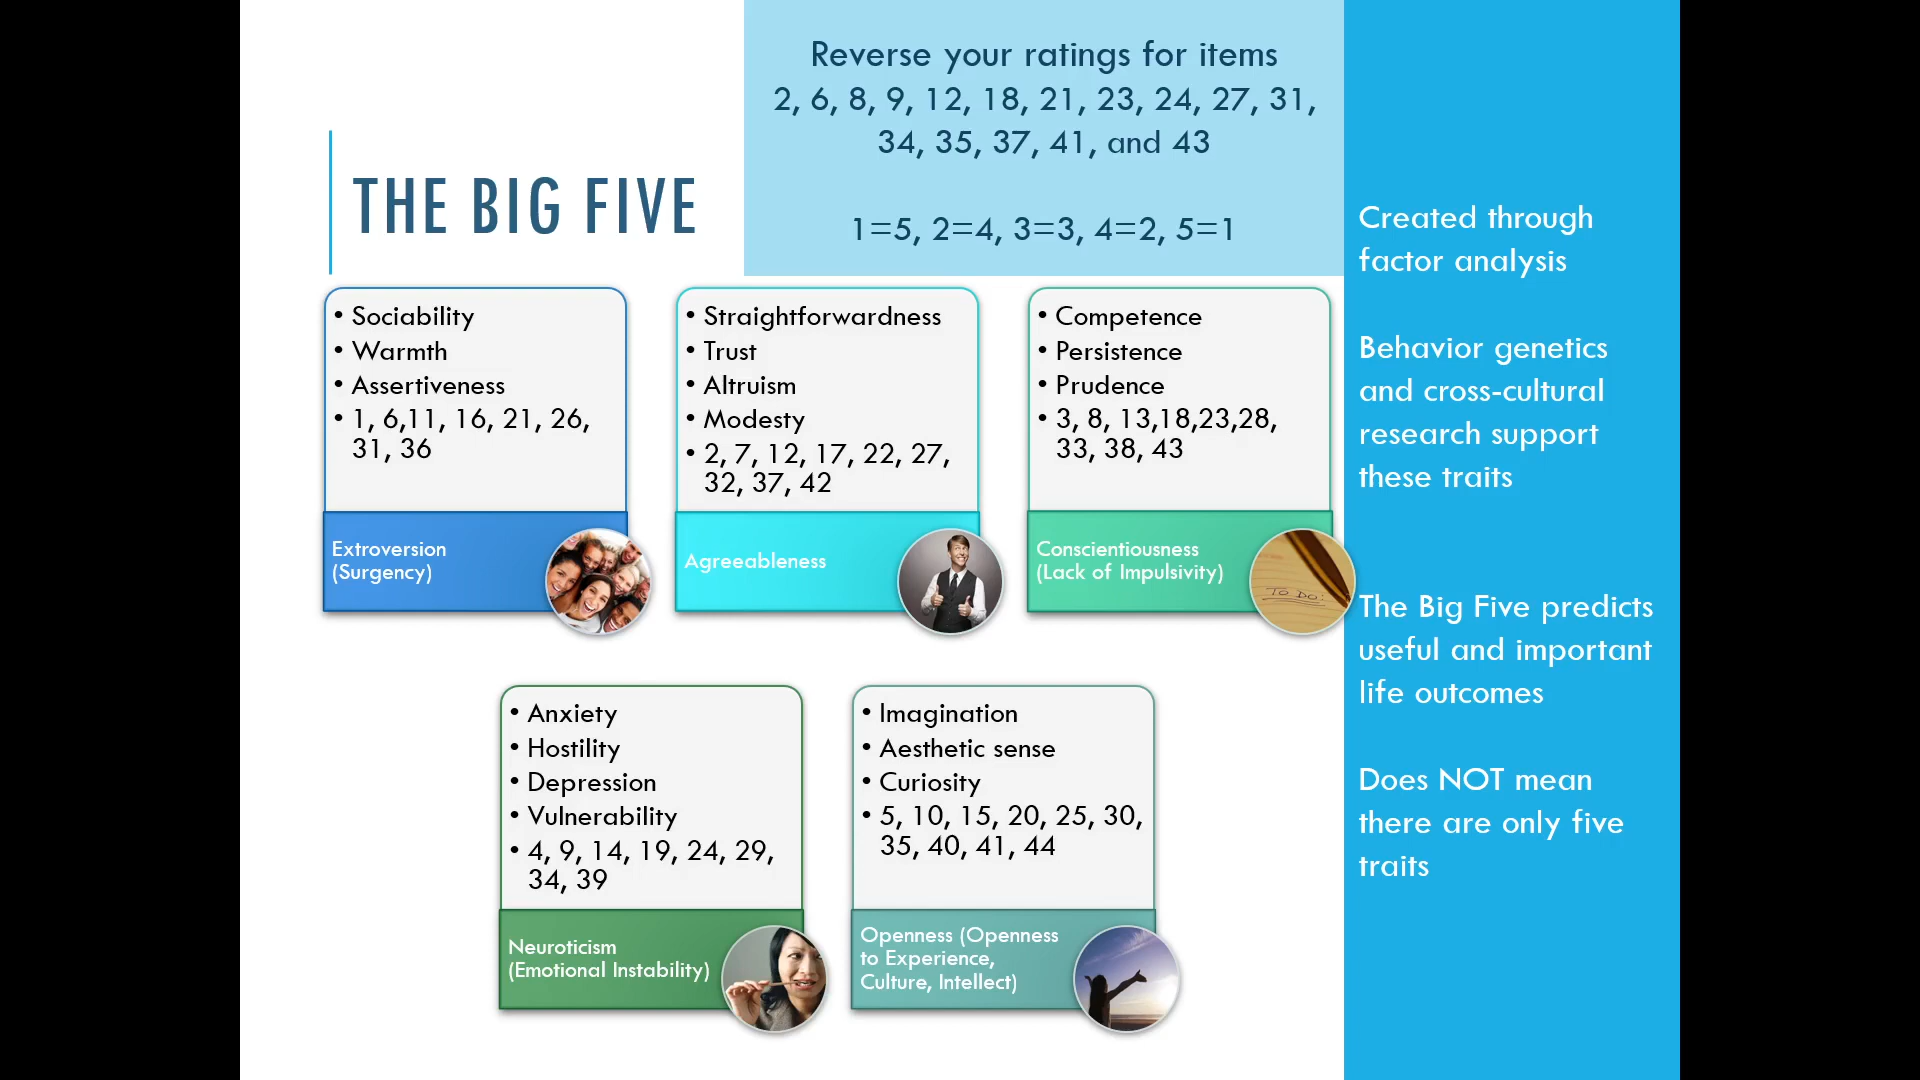 Reverse your ratings for items
2, 6, 8, 9, 12, 18, 21, 23, 24, 27, 31,
34, 35, 37, 41, and 43
1=5, 2=4, 3=3, 4=2, 5=1
THE BIG FIVE
• Sociability
• Warmth
• Assertiveness
• 1, 6,11, 16, 21, 26,
31, 36
Extroversion
(Surgency)
• Straightforwardness
• Trust
• Altruism
• Modesty
• 2, 7, 12, 17, 22, 27,
32, 37, 42
Agreeableness
• Competence
• Persistence
• Prudence
• 3, 8, 13,18,23,28,
33, 38, 43
Conscientiousness
(Lack of Impulsivity)
TO DO:
• Anxiety
• Hostility
• Depression
• Vulnerability
• 4, 9, 14, 19, 24, 29,
34, 39
Neuroticism
(Emotional Instability)
• Imagination
• Aesthetic sense
• Curiosity
• 5, 10, 15, 20, 25, 30,
35, 40, 41, 44
Openness (Openness
to Experience,
Culture, Intellect)
Created through
factor analysis
Behavior genetics
and cross-cultural
research support
these traits
The Big Five predicts
useful and important
life outcomes
Does NOT mean
there are only five
traits